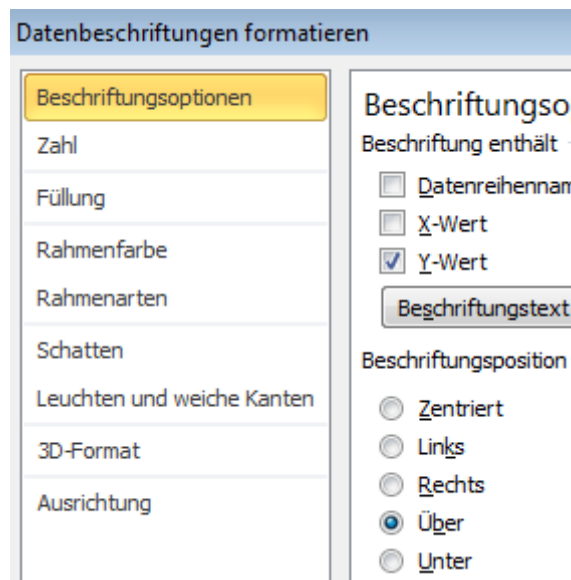 Datenbeschriftungen formatieren
Beschriftungsoptionen
Zahl
Füllung
Rahmenfarbe
Rahmenarten
Schatten
Leuchten und weiche Kanten
3D-Format
Ausrichtung
Beschriftungso
Beschriftung enthält
Datenreihennam
X-Wert
Y-Wert
Beschriftungstext
Beschriftungsposition
Zentriert
Links
Rechts
Über
Unter